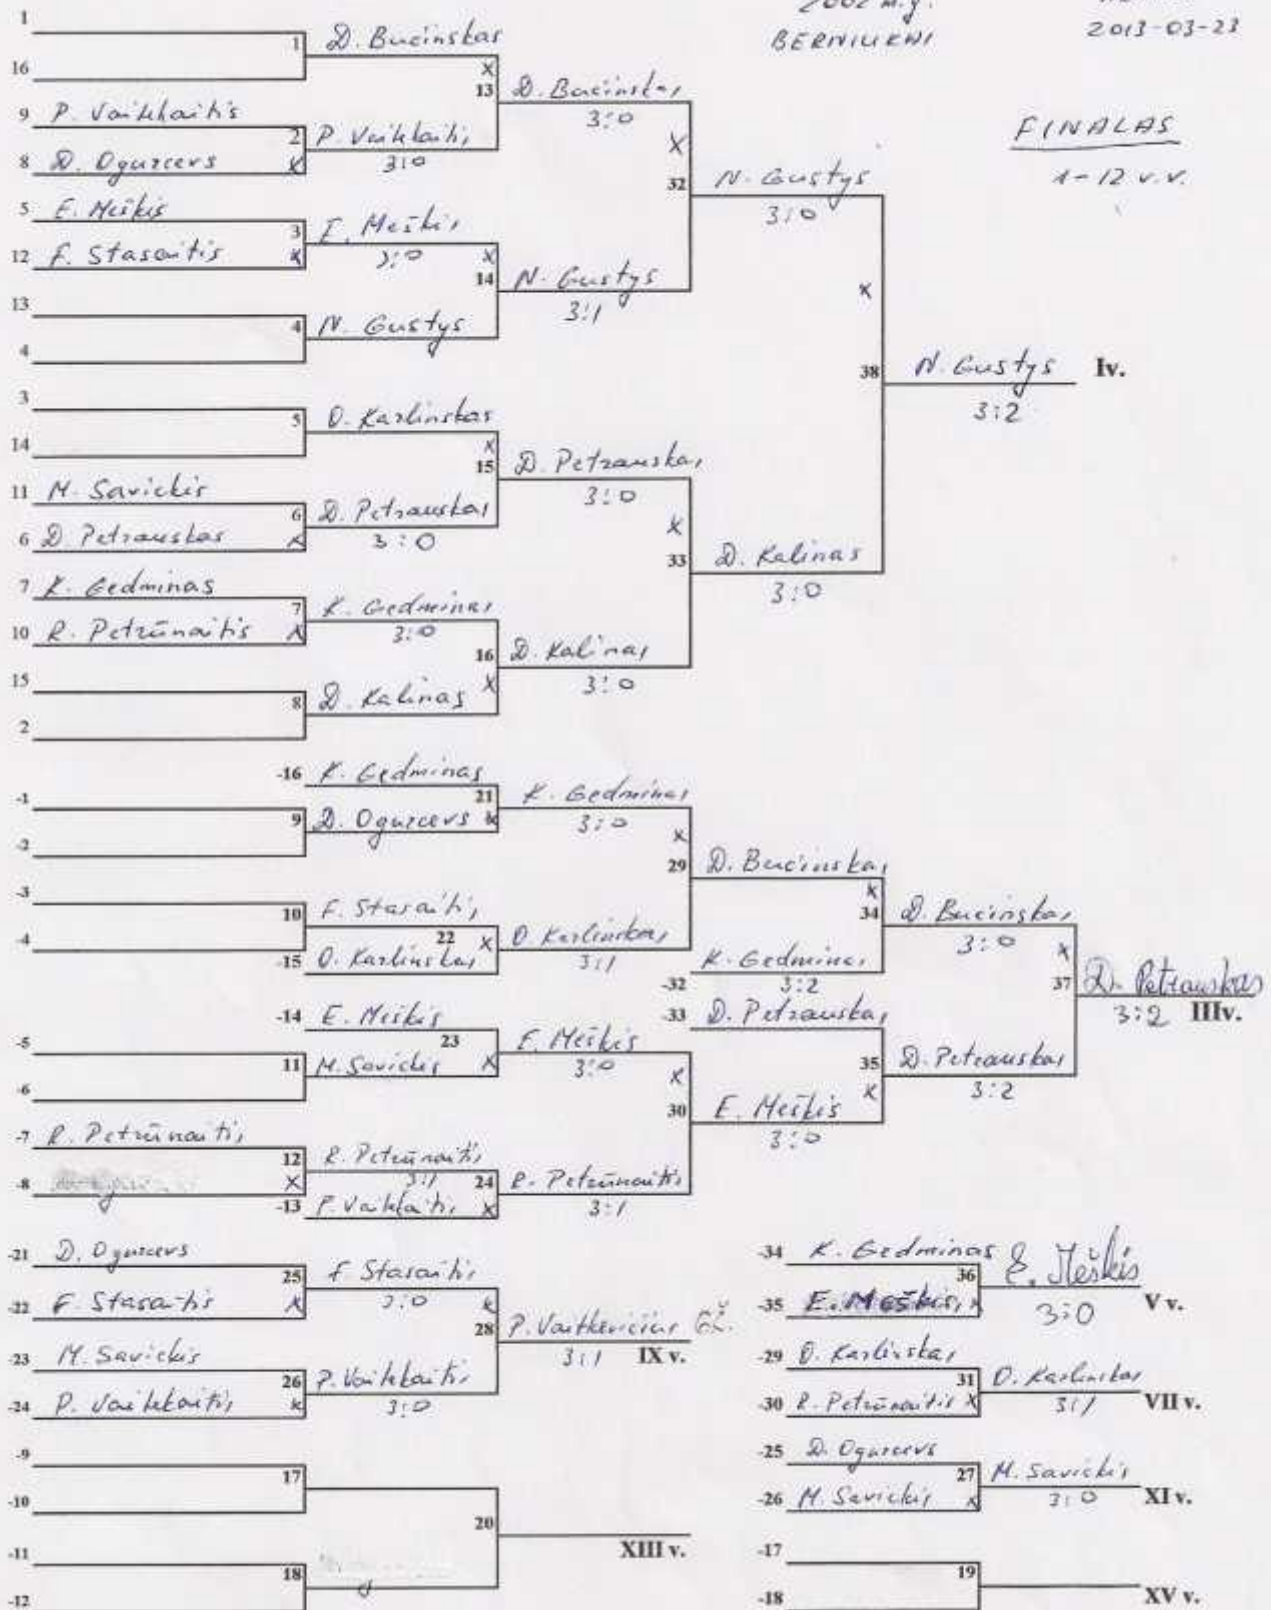 2002 m.g.
BERNIUKAI
2013-03-23
FINALAS
1-12 v.v.
1
1 D. Bučinskas
16
X
13 D. Bučinskas
3:0
9 P. Vaitkaitis
2 P. Vaitkaitis
3:0
8 D. Ogurcevs X
X
32 N. Gustys
3:0
5 E. Meškis
3 E. Meškis
3:0
12 F. Stasaitis X
X
14 N. Gustys
3:1
13
4 N. Gustys
4
X
38 N. Gustys Iv.
3:2
3
5 O. Karlinskas
14
X
15 D. Petrauskas
3:0
11 M. Savickis
6 D. Petrauskas
3:0
6 D. Petrauskas X
X
33 D. Kalinas
3:0
7 K. Gedminas
7 K. Gedminas
3:0
10 R. Petrūnaitis X
16 D. Kalinas
X 3:0
15
8 D. Kalinas
2
-16 K. Gedminas
21 K. Gedminas
3:0
-1
9 D. Ogurcevs X
-2
X
29 D. Bučinskas
-3
10 F. Stasaitis
-4
22 X O. Karlinskas
3:1
-15 O. Karlinskas
X
34 D. Bučinskas
3:0
-32 K. Gedminas
3:2
X
37 D. Petrauskas
3:2 IIIv.
-14 E. Meškis
23 E. Meškis
3:0
-33 D. Petrauskas
-5
11 M. Savickis X
-6
35 D. Petrauskas
X 3:2
X
30 E. Meškis
3:0
-7 R. Petrūnaitis
12 R. Petrūnaitis
3:1
-8 X
24 R. Petrūnaitis
3:1
-13 P. Vaitkaitis X
-21 D. Ogurcevs
25 F. Stasaitis
3:0
-22 F. Stasaitis X
X
28 P. Vaitkevičius
3:1 IX v.
-23 M. Savickis
26 P. Vaitkaitis
3:0
-24 P. Vaitkaitis X
-34 K. Gedminas
36 E. Meškis
3:0 V v.
-35 E. Meškis X
-29 O. Karlinskas
31 O. Karlinskas
3:1 VII v.
-30 R. Petrūnaitis X
-25 D. Ogurcevs
27 M. Savickis
3:0 XI v.
-26 M. Savickis X
-9
17
-10
20
XIII v.
-11
18
-12
-17
19
XV v.
-18